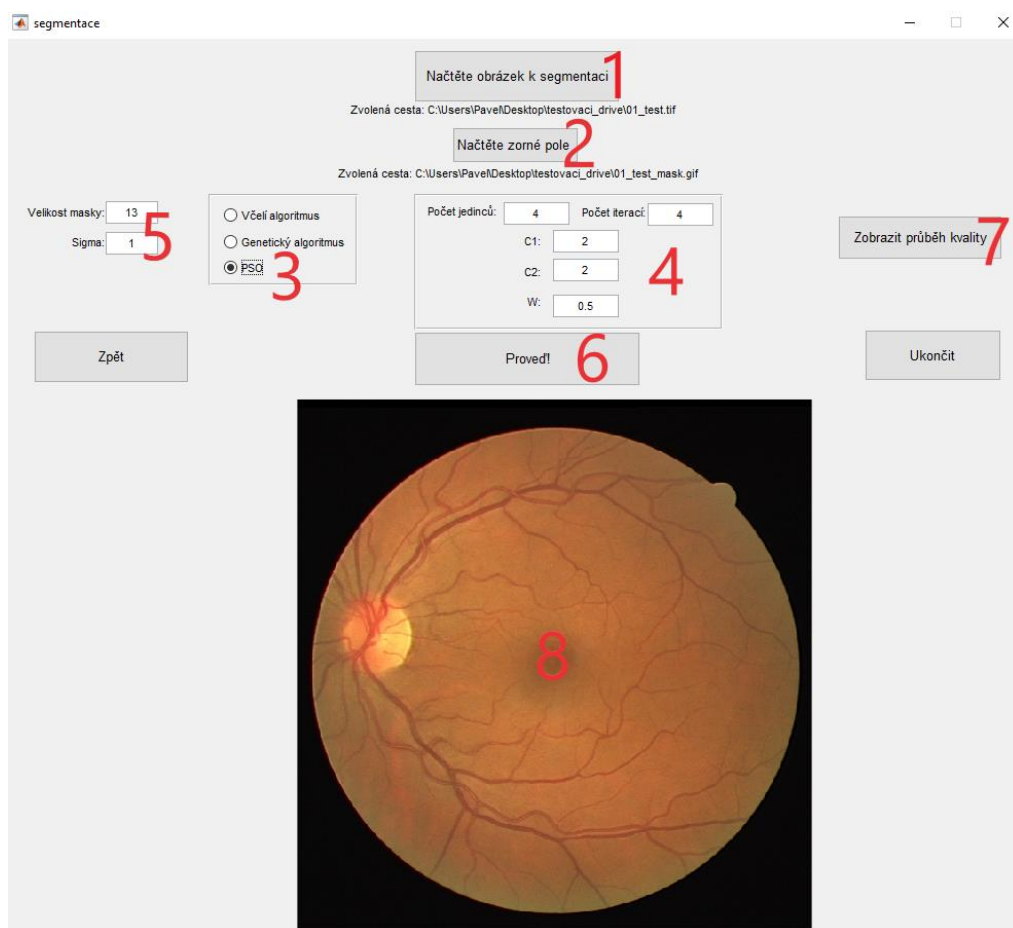 segmentace
Načtěte obrázek k segmentaci 1
Zvolená cesta: C:\Users\Pavel\Desktop\testovaci_drive\01_test.tif
Načtěte zorné pole 2
Zvolená cesta: C:\Users\Pavel\Desktop\testovaci_drive\01_test_mask.gif
Velikost masky: 13
Sigma: 1
5
Včelí algoritmus
Genetický algoritmus
PSO
3
Počet jedinců: 4 Počet iterací: 4
C1: 2
C2: 2
W: 0.5
4
Zobrazit průběh kvality 7
Zpět
Proveď! 6
Ukončit
8